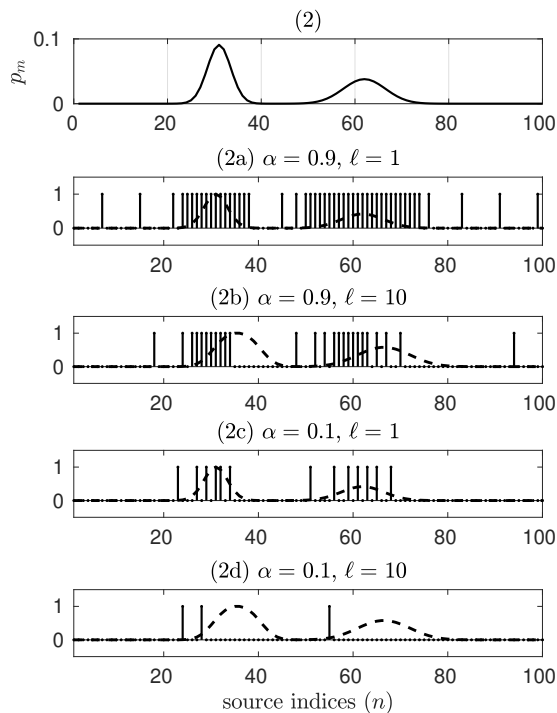 (2)
0.1
p_m
0
0 20 40 60 80 100
(2a) α = 0.9, ℓ = 1
1
0
20 40 60 80 100
(2b) α = 0.9, ℓ = 10
1
0
20 40 60 80 100
(2c) α = 0.1, ℓ = 1
1
0
20 40 60 80 100
(2d) α = 0.1, ℓ = 10
1
0
20 40 60 80 100
source indices (n)